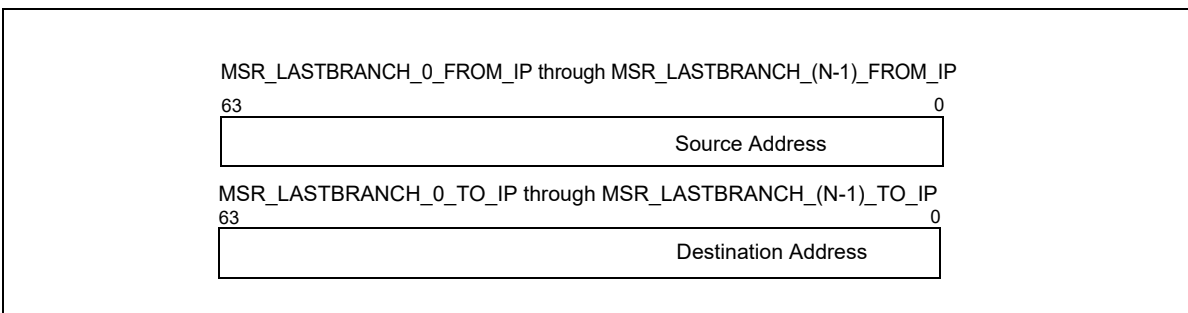 MSR_LASTBRANCH_0_FROM_IP through MSR_LASTBRANCH_(N-1)_FROM_IP
63 0
Source Address
MSR_LASTBRANCH_0_TO_IP through MSR_LASTBRANCH_(N-1)_TO_IP
63 0
Destination Address